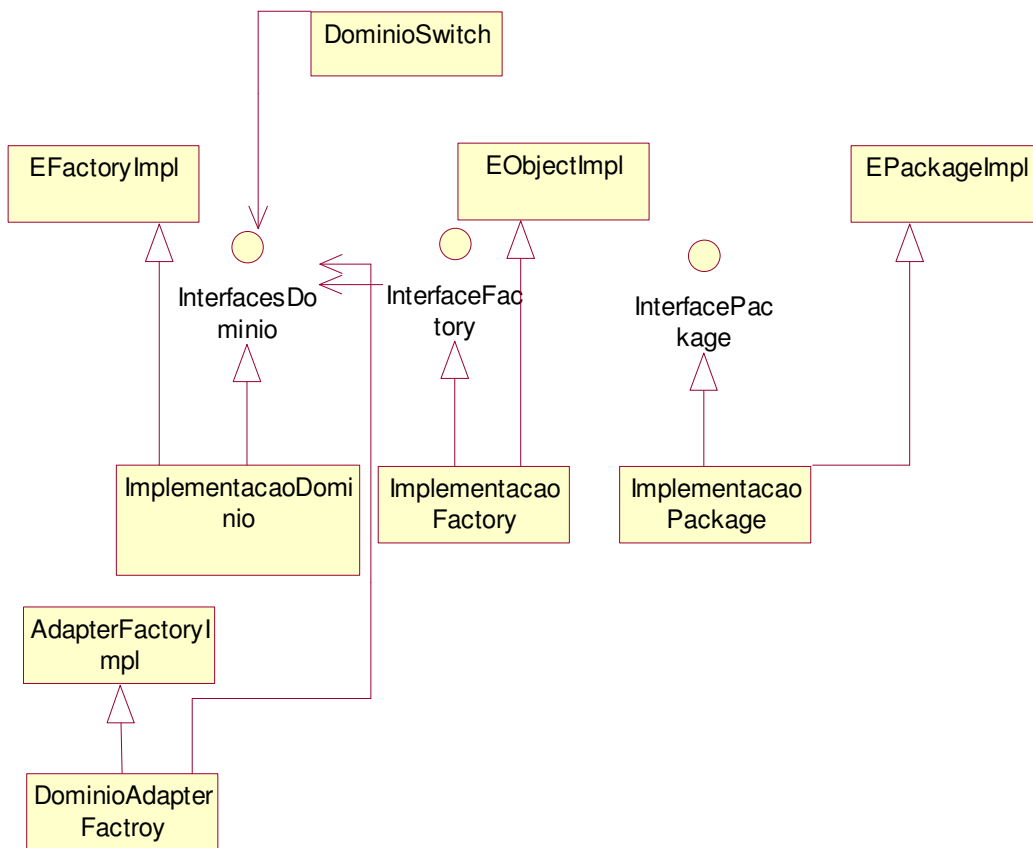 DominioSwitch
EFactoryImpl
EObjectImpl
EPackageImpl
InterfacesDo
minio
InterfaceFac
tory
InterfacePac
kage
ImplementacaoDomi
nio
Implementacao
Factory
Implementacao
Package
AdapterFactoryI
mpl
DominioAdapter
Factroy